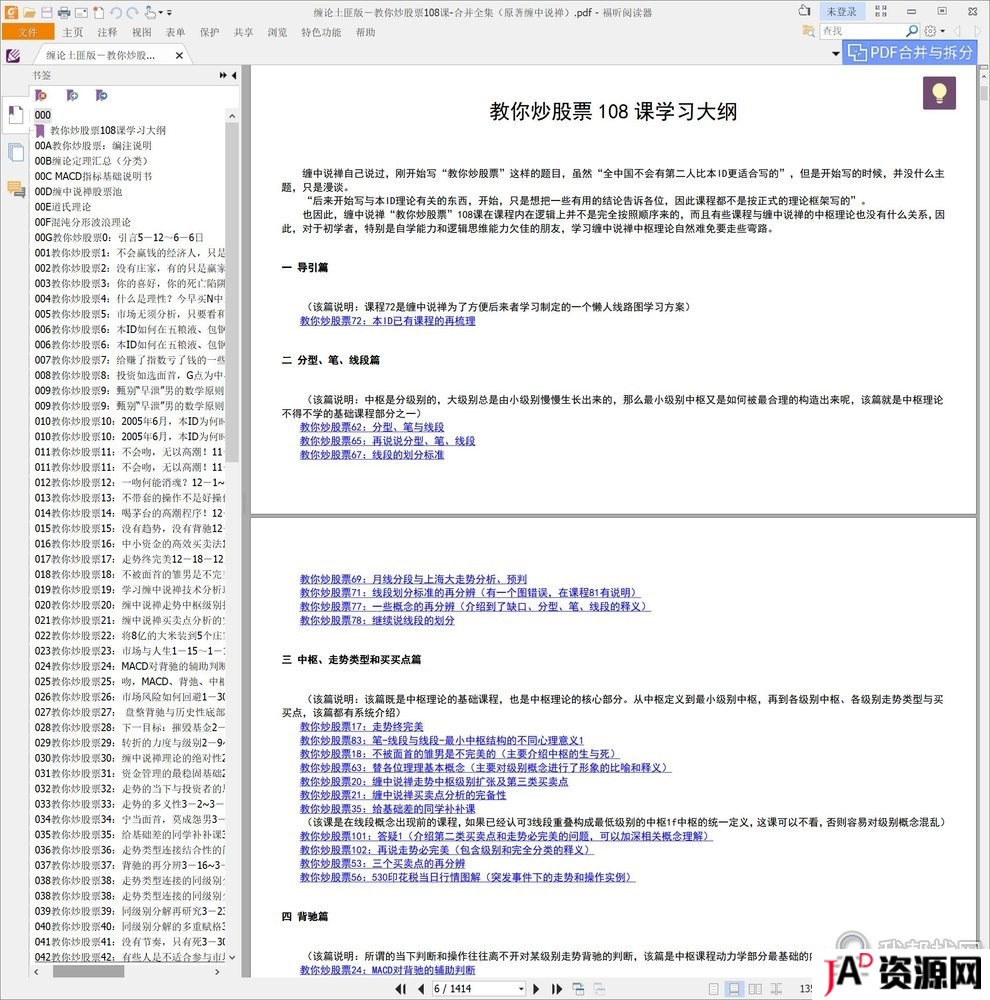 缠论土匪版－教你炒股票108课-合并全集（原著缠中说禅）.pdf - 福昕阅读器
未登录
文件 主页 注释 视图 表单 保护 共享 浏览 特色功能 帮助
查找
缠论土匪版－教你炒股...
PDF合并与拆分
书签
000
教你炒股票108课学习大纲
00A教你炒股票：编注说明
00B缠论定理汇总（分类）
00C MACD指标基础说明书
00D缠中说禅股票池
00E道氏理论
00F混沌分形波浪理论
00G教你炒股票0：引言5－12～6－6日
001教你炒股票1：不会赢钱的经济人，只是
002教你炒股票2：没有庄家，有的只是赢家
003教你炒股票3：你的喜好，你的死亡陷阱
004教你炒股票4：什么是理性？今早买N中
005教你炒股票5：市场无须分析，只要看和
006教你炒股票6：本ID如何在五粮液、包钢
006教你炒股票6：本ID如何在五粮液、包钢
007教你炒股票7：给赚了指数亏了钱的一些
008教你炒股票8：投资如选面首，G点为中
009教你炒股票9：甄别“早泄”男的数学原则
009教你炒股票9：甄别“早泄”男的数学原则
010教你炒股票10：2005年6月，本ID为何时
010教你炒股票10：2005年6月，本ID为何时
011教你炒股票11：不会吻，无以高潮！11
011教你炒股票11：不会吻，无以高潮！11
012教你炒股票12：一吻何能消魂？12－1～
013教你炒股票13：不带套的操作不是好操作
014教你炒股票14：喝茅台的高潮程序！12
015教你炒股票15：没有趋势，没有背驰12
016教你炒股票16：中小资金的高效买卖法1
017教你炒股票17：走势终完美12－18－12
018教你炒股票18：不被面首的雏男是不完
019教你炒股票19：学习缠中说禅技术分析
020教你炒股票20：缠中说禅走势中枢级别
021教你炒股票21：缠中说禅买卖点分析的
022教你炒股票22：将8亿的大米装到5个庄
023教你炒股票23：市场与人生1－15～1－
024教你炒股票24：MACD对背驰的辅助判断
025教你炒股票25：吻，MACD、背弛、中枢
026教你炒股票26：市场风险如何回避1－30
027教你炒股票27： 盘整背驰与历史性底部
028教你炒股票28：下一目标：摧毁基金2－
029教你炒股票29：转折的力度与级别2－9
030教你炒股票30：缠中说禅理论的绝对性2
031教你炒股票31：资金管理的最稳固基础2
032教你炒股票32：走势的当下与投资者的
033教你炒股票33：走势的多义性3－2～3－
034教你炒股票34：宁当面首，莫成怨男3－
035教你炒股票35：给基础差的同学补补课3
036教你炒股票36：走势类型连接结合性的
037教你炒股票37：背驰的再分辨3－16～3－
038教你炒股票38：走势类型连接的同级别
038教你炒股票38：走势类型连接的同级别
039教你炒股票39：同级别分解再研究3－23
040教你炒股票40：同级别分解的多重赋格3
041教你炒股票41：没有节奏，只有死3－30
042教你炒股票42：有些人是不适合参与市
教你炒股票 108 课学习大纲
缠中说禅自己说过，刚开始写“教你炒股票”这样的题目，虽然“全中国不会有第二人比本ID更适合写的”，但是开始写的时候，并没什么主
题，只是漫谈。
“后来开始写与本ID理论有关的东西，开始，只是想把一些有用的结论告诉各位，因此课程都不是按正式的理论框架写的”。
也因此，缠中说禅“教你炒股票”108课在课程内在逻辑上并不是完全按照顺序来的，而且有些课程与缠中说禅的中枢理论也没有什么关系,因
此，对于初学者，特别是自学能力和逻辑思维能力欠佳的朋友，学习缠中说禅中枢理论自然难免要走些弯路。
一 导引篇
（该篇说明：课程72是缠中说禅为了方便后来者学习制定的一个懒人线路图学习方案）
教你炒股票72：本ID已有课程的再梳理
二 分型、笔、线段篇
（该篇说明：中枢是分级别的，大级别总是由小级别慢慢生长出来的，那么最小级别中枢又是如何被最合理的构造出来呢，该篇就是中枢理论
不得不学的基础课程部分之一）
教你炒股票62：分型、笔与线段
教你炒股票65：再说说分型、笔、线段
教你炒股票67：线段的划分标准
教你炒股票69：月线分段与上海大走势分析、预判
教你炒股票71：线段划分标准的再分辨（有一个图错误，在课程81有说明）
教你炒股票77：一些概念的再分辨（介绍到了缺口、分型、笔、线段的释义）
教你炒股票78：继续说线段的划分
三 中枢、走势类型和买买点篇
（该篇说明：该篇既是中枢理论的基础课程，也是中枢理论的核心部分。从中枢定义到最小级别中枢，再到各级别中枢、各级别走势类型与买
买点，该篇都有系统介绍）
教你炒股票17：走势终完美
教你炒股票83：笔-线段与线段-最小中枢结构的不同心理意义1
教你炒股票18：不被面首的雏男是不完美的（主要介绍中枢的生与死）
教你炒股票63：替各位理理基本概念（主要对级别概念进行了形象的比喻和释义）
教你炒股票20：缠中说禅走势中枢级别扩张及第三类买卖点
教你炒股票21：缠中说禅买卖点分析的完备性
教你炒股票35：给基础差的同学补补课
（该课是在线段概念出现前的课程，如果已经认可3线段重叠构成最低级别的中枢1f中枢的统一定义，这课可以不看，否则容易对级别概念混乱）
教你炒股票101：答疑1（介绍第二类买卖点和走势必完美的问题，可以加深相关概念理解）
教你炒股票102：再说走势必完美（包含级别和完全分类的释义）
教你炒股票53：三个买卖点的再分辨
教你炒股票56：530印花税当日行情图解（突发事件下的走势和操作实例）
四 背驰篇
（该篇说明：所谓的当下判断和操作往往离不开对某级别走势背驰的判断，该篇是中枢课程动力学部分最基础的
教你炒股票24：MACD对背驰的辅助判断
6 / 1414
135
JAD资源网